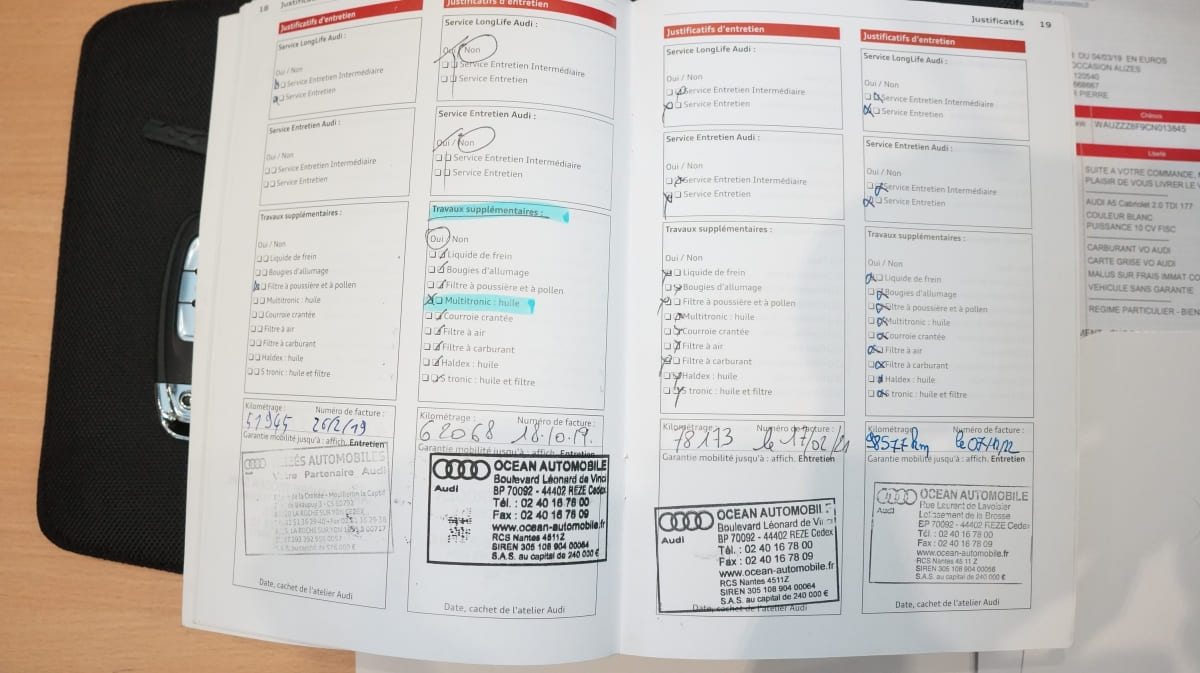 18
Justificatifs d'entretien
Service LongLife Audi :
Oui / Non
Service Entretien Intermédiaire
Service Entretien
Service Entretien Audi :
Oui / Non
Service Entretien Intermédiaire
Service Entretien
Travaux supplémentaires :
Oui / Non
Liquide de frein
Bougies d'allumage
Filtre à poussière et à pollen
Multitronic : huile
Courroie crantée
Filtre à air
Filtre à carburant
Haldex : huile
S tronic : huile et filtre
Kilométrage : Numéro de facture :
51945 26/2/19
Garantie mobilité jusqu'à : affich. Entretien
AUTOMOBILES
Partenaire Audi
Date, cachet de l'atelier Audi
Justificatifs d'entretien
Service LongLife Audi :
Oui / Non
Service Entretien Intermédiaire
Service Entretien
Service Entretien Audi :
Oui / Non
Service Entretien Intermédiaire
Service Entretien
Travaux supplémentaires :
Oui / Non
Liquide de frein
Bougies d'allumage
Filtre à poussière et à pollen
Multitronic : huile
Courroie crantée
Filtre à air
Filtre à carburant
Haldex : huile
S tronic : huile et filtre
Kilométrage : Numéro de facture :
62068 18.10.19.
Garantie mobilité jusqu'à : affich. Entretien
Audi
OCEAN AUTOMOBILE
Boulevard Léonard de Vinci
BP 70092 - 44402 REZE Cedex
Tél. : 02 40 16 78 00
Fax : 02 40 16 78 09
www.ocean-automobile.fr
RCS Nantes 4511Z
SIREN 305 108 904 00064
S.A.S. au capital de 240 000 €
Date, cachet de l'atelier Audi
Justificatifs 19
Justificatifs d'entretien
Service LongLife Audi :
Oui / Non
Service Entretien Intermédiaire
Service Entretien
Service Entretien Audi :
Oui / Non
Service Entretien Intermédiaire
Service Entretien
Travaux supplémentaires :
Oui / Non
Liquide de frein
Bougies d'allumage
Filtre à poussière et à pollen
Multitronic : huile
Courroie crantée
Filtre à air
Filtre à carburant
Haldex : huile
S tronic : huile et filtre
Kilométrage : Numéro de facture :
78173 le 17/02/21
Garantie mobilité jusqu'à : affich. Entretien
Audi
OCEAN AUTOMOBIL
Boulevard Léonard de Vinci
BP 70092 - 44402 REZE Cedex
Tél. : 02 40 16 78 00
Fax : 02 40 16 78 09
www.ocean-automobile.fr
RCS Nantes 4511Z
SIREN 305 108 904 00064
S.A.S. au capital de 240 000 €
Date, cachet de l'atelier Audi
Justificatifs d'entretien
Service LongLife Audi :
Oui / Non
Service Entretien Intermédiaire
Service Entretien
Service Entretien Audi :
Oui / Non
Service Entretien Intermédiaire
Service Entretien
Travaux supplémentaires :
Oui / Non
Liquide de frein
Bougies d'allumage
Filtre à poussière et à pollen
Multitronic : huile
Courroie crantée
Filtre à air
Filtre à carburant
Haldex : huile
S tronic : huile et filtre
Kilométrage Numéro de facture :
98577 km
Garantie mobilité jusqu'à : affich. Entretien
Audi
OCEAN AUTOMOBILE
Rue Laurent de Lavoisier
Lotissement de la Brosse
BP 70092 - 44402 REZE Cedex
Tél. : 02 40 16 78 00
Fax : 02 40 16 78 09
www.ocean-automobile.fr
RCS Nantes 45 11 Z
SIREN 305 108 904 00056
S.A.S. au capital de 240 000 €
Date, cachet de l'atelier Audi
DU 04/03/19 EN EUROS
OCCASION ALIZES
120540
PIERRE
Châssis
WAUZZZ8F9CN013845
Libellé
SUITE A VOTRE COMMANDE,
PLAISIR DE VOUS LIVRER LE
AUDI A5 Cabriolet 2.0 TDI 177
COULEUR BLANC
PUISSANCE 10 CV FISC
CARBURANT VO AUDI
CARTE GRISE VO AUDI
MALUS SUR FRAIS IMMAT CO
VEHICULE SANS GARANTIE
REGIME PARTICULIER - BIEN